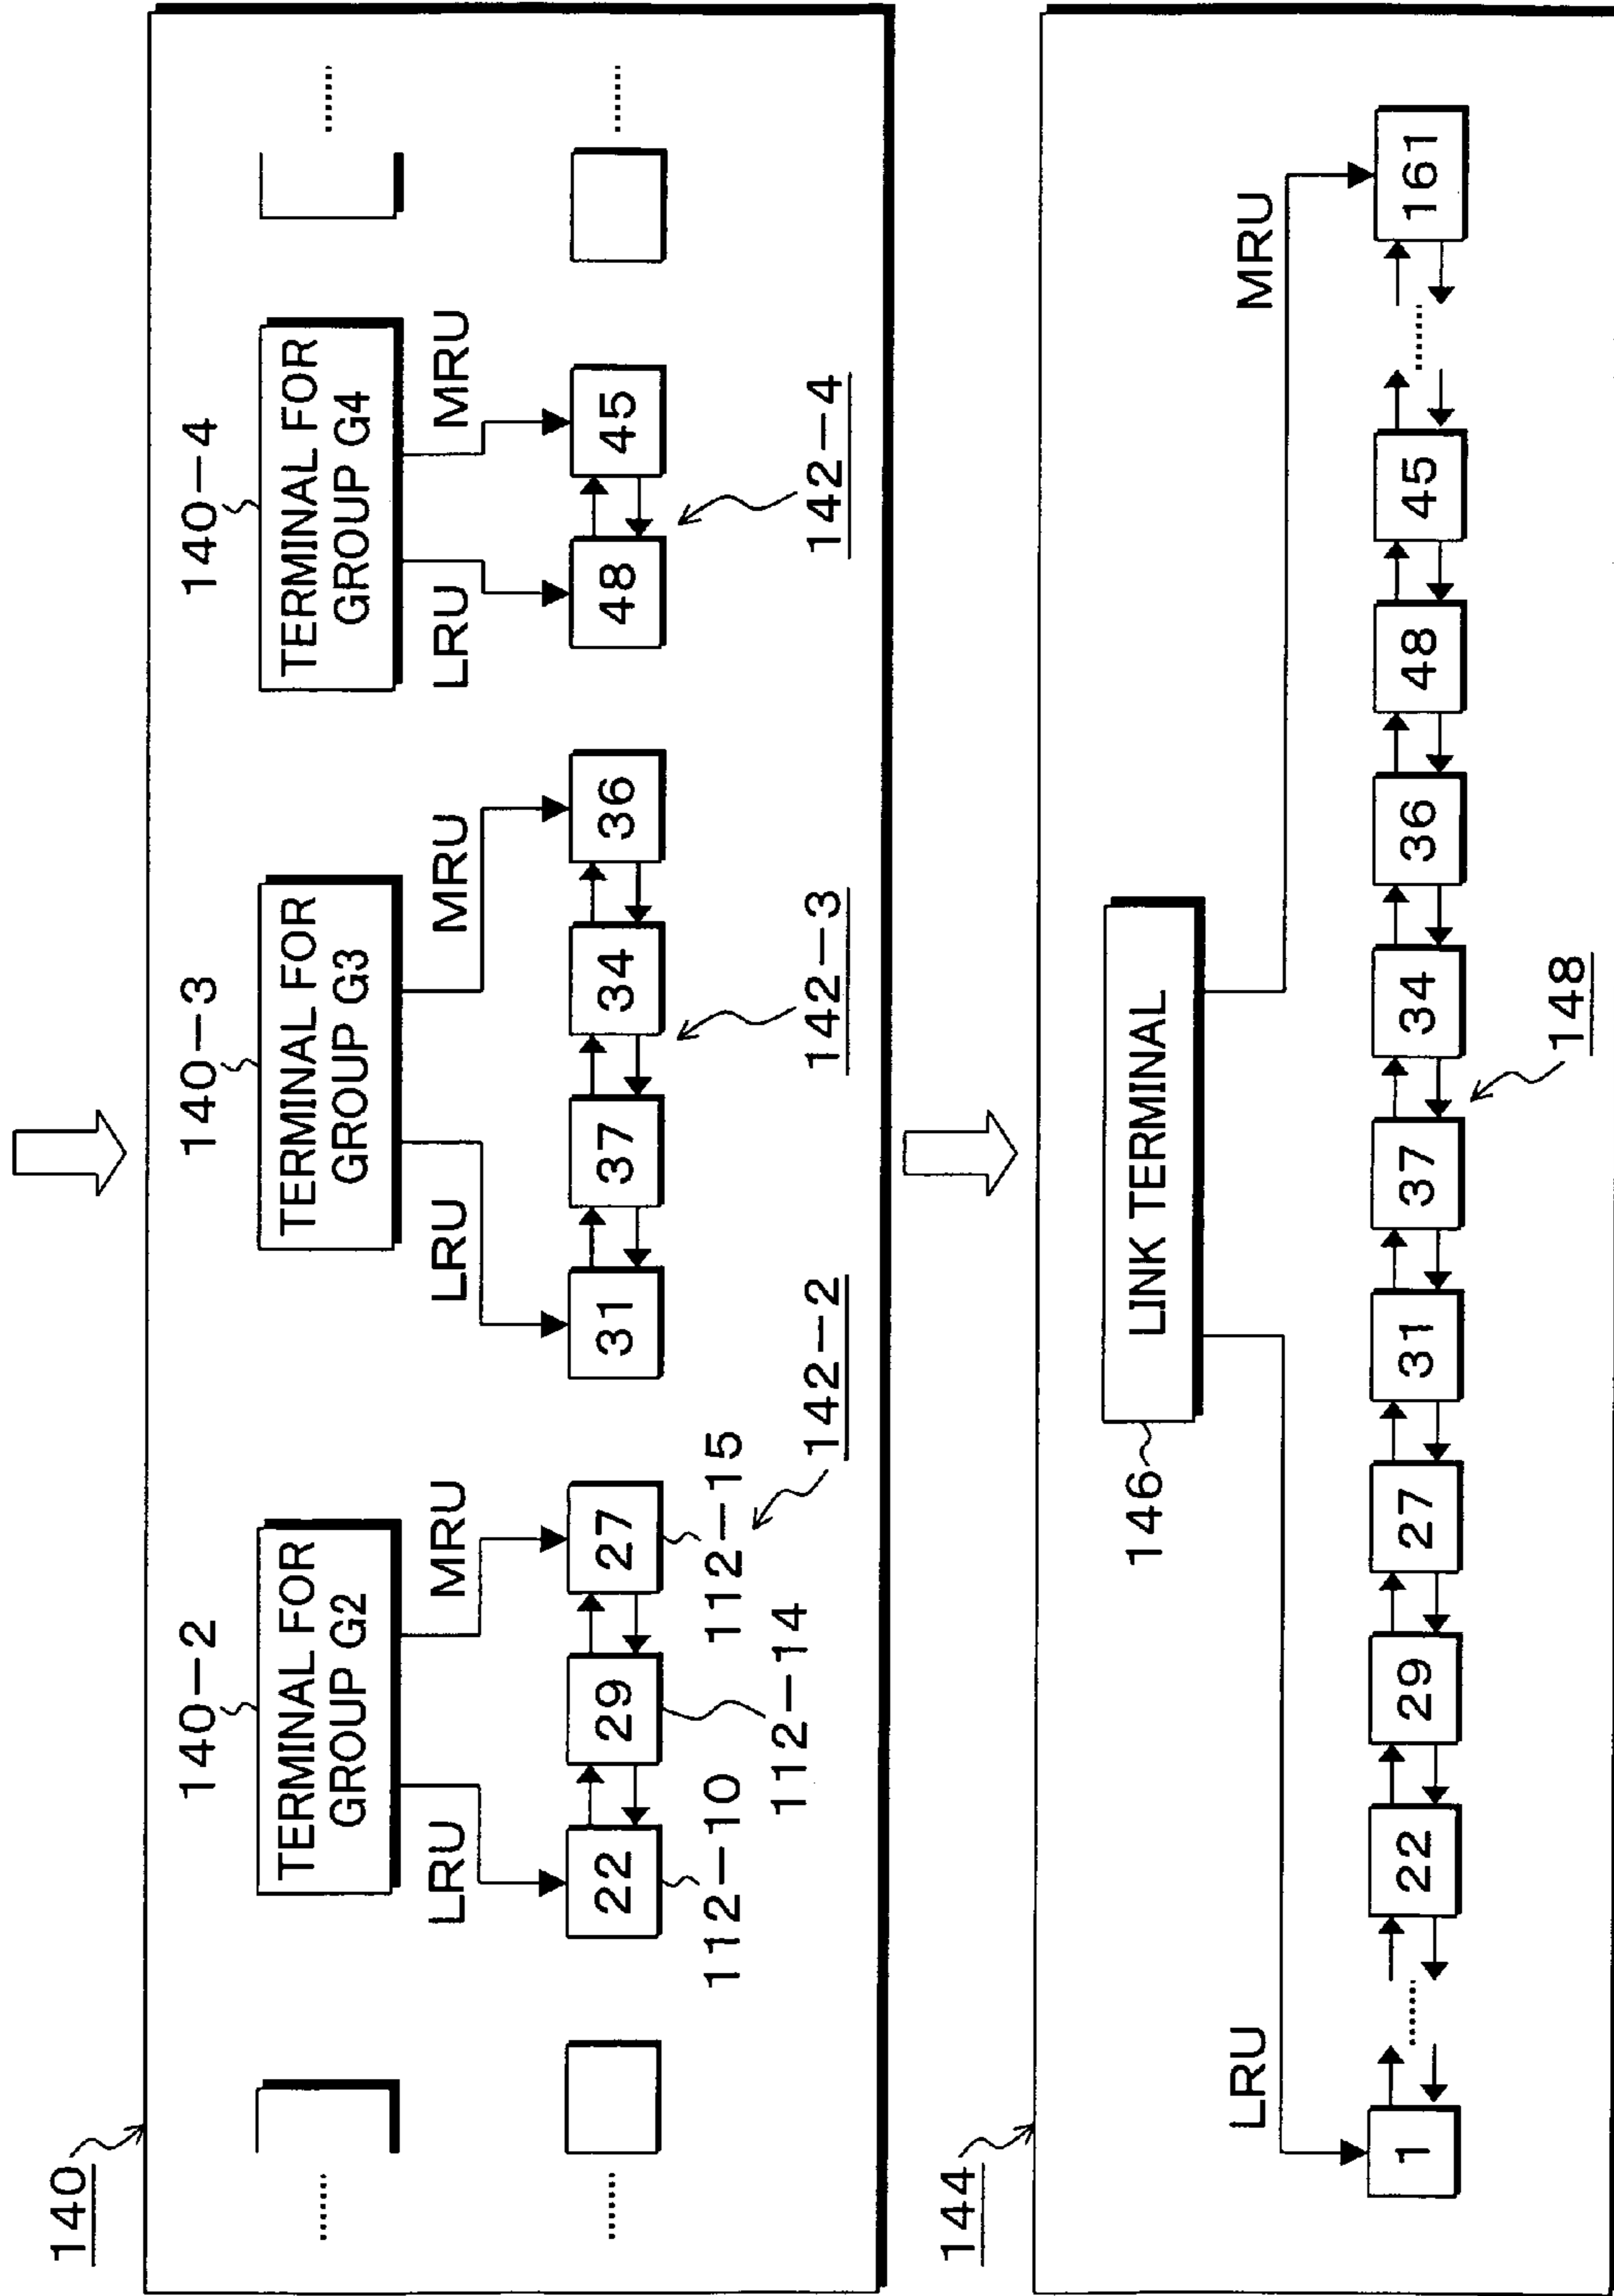 140
140-2
140-3
140-4
TERMINAL FOR
GROUP G2
TERMINAL FOR
GROUP G3
TERMINAL FOR
GROUP G4
LRU
MRU
LRU
MRU
LRU
MRU
22
29
27
31
37
34
36
48
45
112-10
112-14
112-15
142-2
142-3
142-4
144
146
LINK TERMINAL
LRU
MRU
1
22
29
27
31
37
34
36
48
45
161
148